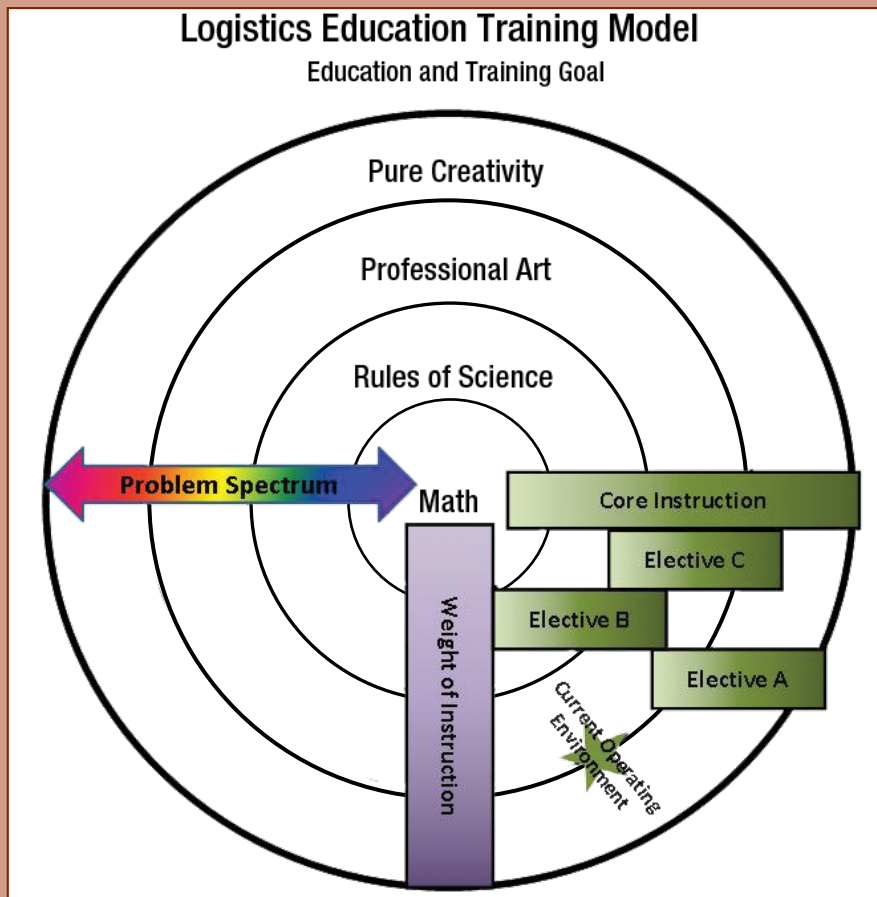 Logistics Education Training Model
Education and Training Goal
Pure Creativity
Professional Art
Rules of Science
Problem Spectrum
Math
Core Instruction
Elective C
Elective B
Elective A
Weight of Instruction
Current Operating
Environment